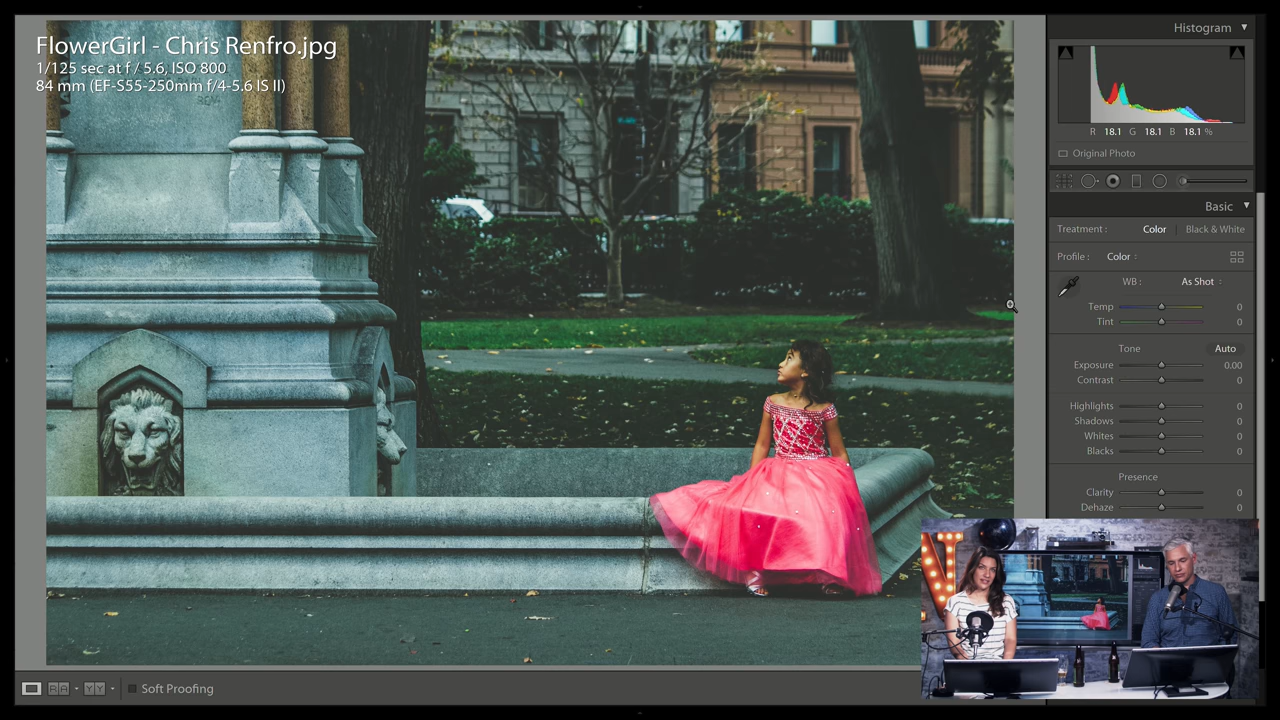 FlowerGirl - Chris Renfro.jpg
1/125 sec at f / 5.6, ISO 800
84 mm (EF-S55-250mm f/4-5.6 IS II)
Histogram
R 18.1 G 18.1 B 18.1 %
Original Photo
Basic
Treatment : Color Black & White
Profile : Color
WB : As Shot
Temp 0
Tint 0
Tone Auto
Exposure 0.00
Contrast 0
Highlights 0
Shadows 0
Whites 0
Blacks 0
Presence
Clarity 0
Dehaze 0
N
R A Y Y Soft Proofing